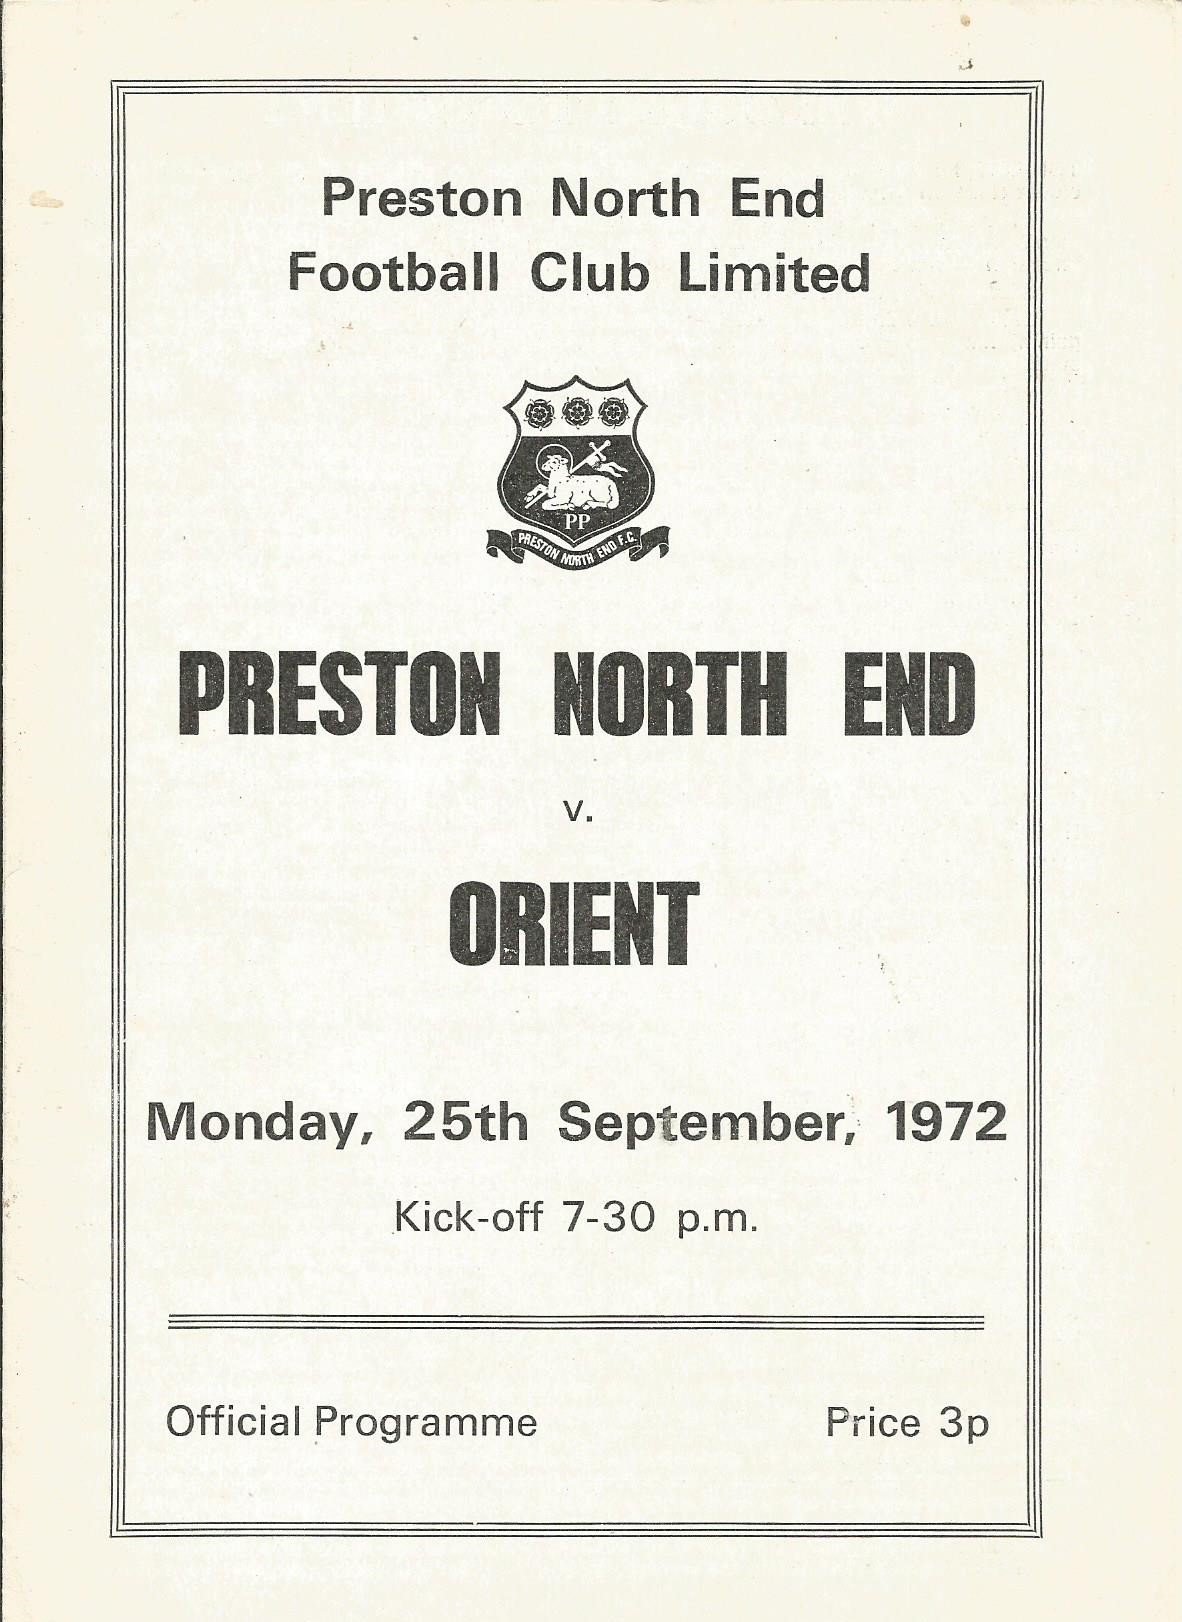 Preston North End
Football Club Limited
PP
PRESTON NORTH END F.C.
PRESTON NORTH END
v.
ORIENT
Monday, 25th September, 1972
Kick-off 7-30 p.m.
Official Programme
Price 3p